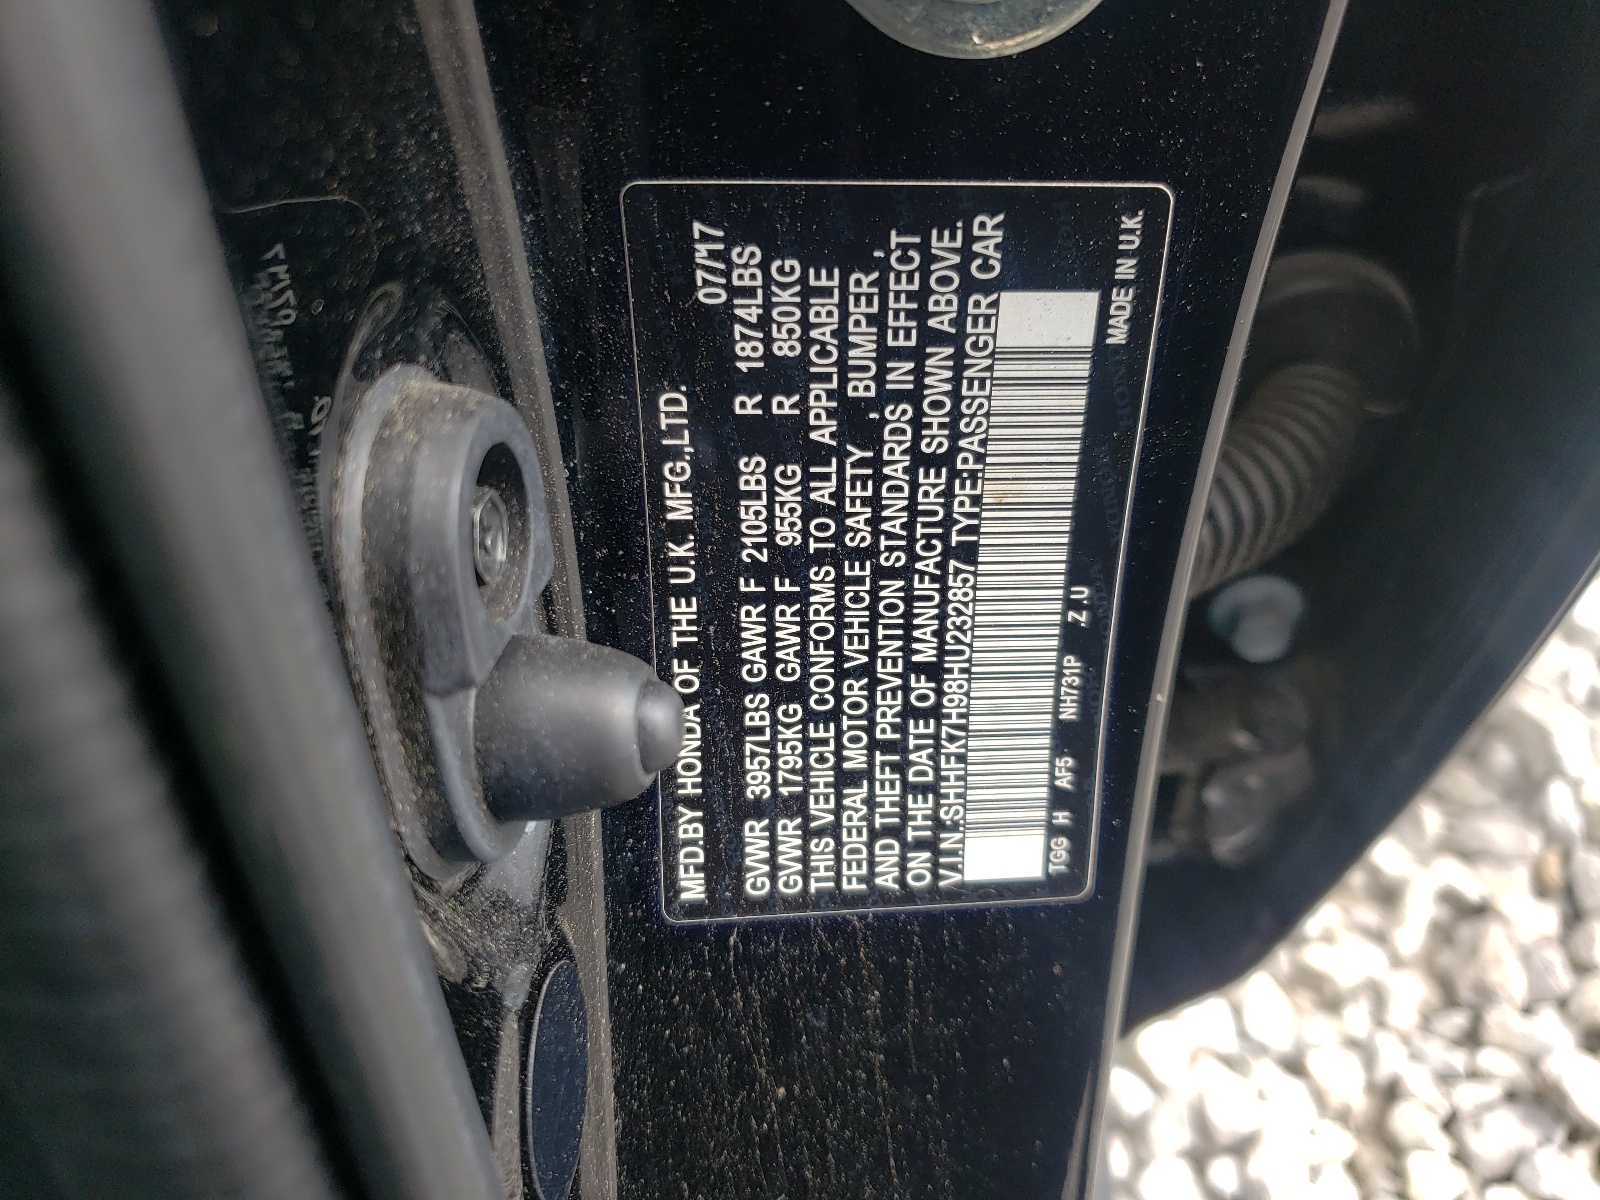 MFD.BY HONDA OF THE U.K. MFG.,LTD. 07/17
GVWR 3957LBS GAWR F 2105LBS R 1874LBS
GVWR 1795KG GAWR F 955KG R 850KG
THIS VEHICLE CONFORMS TO ALL APPLICABLE
FEDERAL MOTOR VEHICLE SAFETY , BUMPER ,
AND THEFT PREVENTION STANDARDS IN EFFECT
ON THE DATE OF MANUFACTURE SHOWN ABOVE.
V.I.N.:SHHFK7H98HU232857 TYPE:PASSENGER CAR
TGG H AF5 NH731P .Z.U
MADE IN U.K.